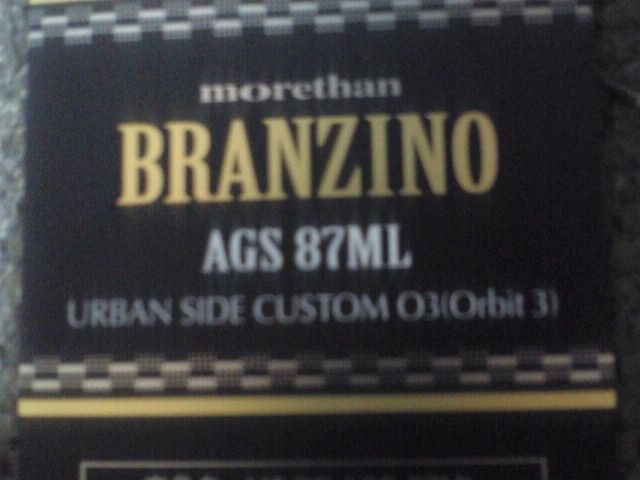 morethan
BRANZINO
AGS 87ML
URBAN SIDE CUSTOM O3(Orbit 3)